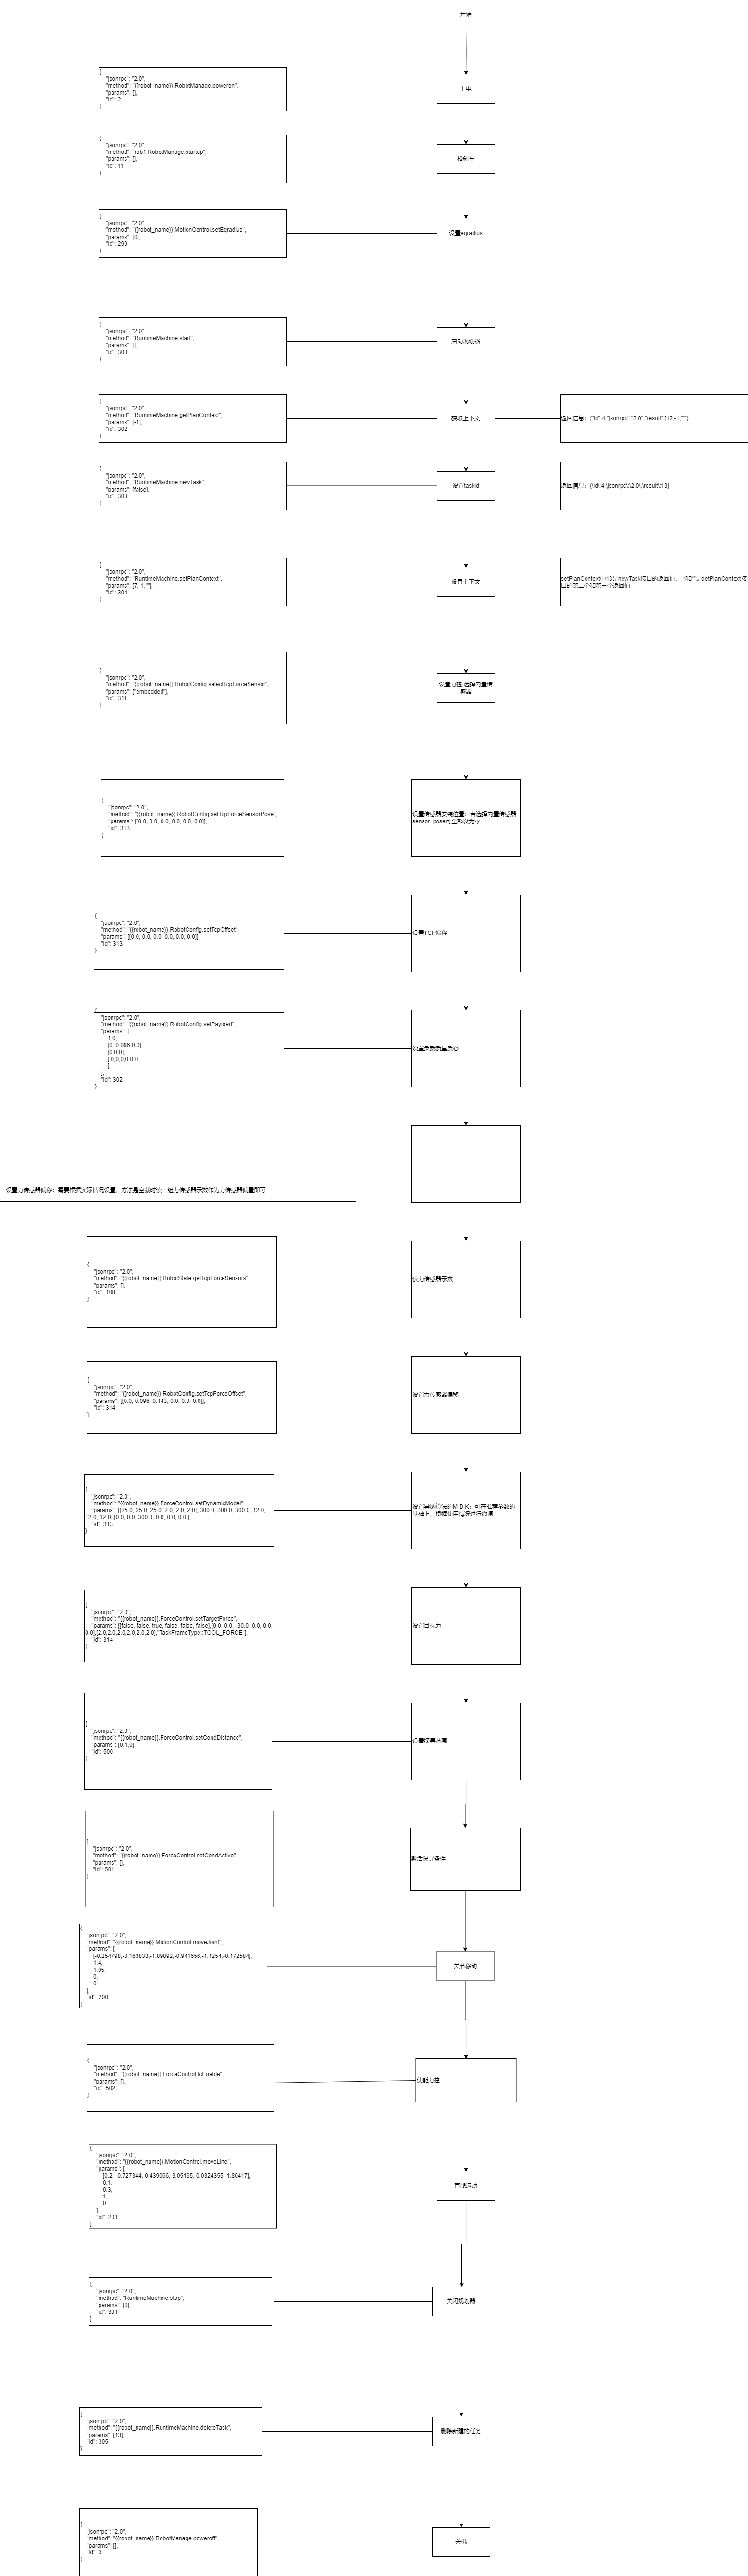 开始
上电
{
"jsonrpc": "2.0",
"method": "{{robot_name}}.RobotManage.poweron",
"params": [],
"id": 2
}
松刹车
{
"jsonrpc": "2.0",
"method": "rob1.RobotManage.startup",
"params": [],
"id": 11
}
设置eqradius
{
"jsonrpc": "2.0",
"method": "{{robot_name}}.MotionControl.setEqradius",
"params": [0],
"id": 299
}
启动规划器
{
"jsonrpc": "2.0",
"method": "RuntimeMachine.start",
"params": [],
"id": 300
}
获取上下文
{
"jsonrpc": "2.0",
"method": "RuntimeMachine.getPlanContext",
"params": [-1],
"id": 302
}
返回信息：{"id":4,"jsonrpc":"2.0","result":[12,-1,""]}
设置taskid
{
"jsonrpc": "2.0",
"method": "RuntimeMachine.newTask",
"params": [false],
"id": 303
}
返回信息：{\id\:4,\jsonrpc\:\2.0\,\result\:13}
设置上下文
{
"jsonrpc": "2.0",
"method": "RuntimeMachine.setPlanContext",
"params": [7,-1,""],
"id": 304
}
setPlanContext中13是newTask接口的返回值，-1和""是getPlanContext接
口的第二个和第三个返回值
设置力控,选择内置传
感器
{
"jsonrpc": "2.0",
"method": "{{robot_name}}.RobotConfig.selectTcpForceSensor",
"params": ["embedded"],
"id": 311
}
设置传感器安装位置：若选择内置传感器
sensor_pose可全部设为零
{
"jsonrpc": "2.0",
"method": "{{robot_name}}.RobotConfig.setTcpForceSensorPose",
"params": [[0.0, 0.0, 0.0, 0.0, 0.0, 0.0]],
"id": 313
}
设置TCP偏移
{
"jsonrpc": "2.0",
"method": "{{robot_name}}.RobotConfig.setTcpOffset",
"params": [[0.0, 0.0, 0.0, 0.0, 0.0, 0.0]],
"id": 313
}
设置负载质量质心
{
"jsonrpc": "2.0",
"method": "{{robot_name}}.RobotConfig.setPayload",
"params": [
1.0,
[0, 0.096,0.0],
[0,0,0],
[ 0,0,0,0,0,0
]
],
"id": 302
}
设置力传感器偏移：需要根据实际情况设置，方法是空载时读一组力传感器示数作为力传感器偏置即可
读力传感器示数
{
"jsonrpc": "2.0",
"method": "{{robot_name}}.RobotState.getTcpForceSensors",
"params": [],
"id": 108
}
设置力传感器偏移
{
"jsonrpc": "2.0",
"method": "{{robot_name}}.RobotConfig.setTcpForceOffset",
"params": [[0.0, 0.096, 0.143, 0.0, 0.0, 0.0]],
"id": 314
}
设置导纳算法的M D K：可在推荐参数的
基础上，根据使用情况进行微调
{
"jsonrpc": "2.0",
"method": "{{robot_name}}.ForceControl.setDynamicModel",
"params": [[25.0, 25.0, 25.0, 2.0, 2.0, 2.0],[300.0, 300.0, 300.0, 12.0,
12.0, 12.0],[0.0, 0.0, 300.0, 0.0, 0.0, 0.0]],
"id": 313
}
设置目标力
{
"jsonrpc": "2.0",
"method": "{{robot_name}}.ForceControl.setTargetForce",
"params": [[false, false, true, false, false, false],[0.0, 0.0, -30.0, 0.0, 0.0,
0.0],[2.0,2.0,2.0,2.0,2.0,2.0],"TaskFrameType::TOOL_FORCE"],
"id": 314
}
设置探寻范围
{
"jsonrpc": "2.0",
"method": "{{robot_name}}.ForceControl.setCondDistance",
"params": [0.1,0],
"id": 500
}
激活探寻条件
{
"jsonrpc": "2.0",
"method": "{{robot_name}}.ForceControl.setCondActive",
"params": [],
"id": 501
}
关节移动
{
"jsonrpc": "2.0",
"method": "{{robot_name}}.MotionControl.moveJoint",
"params": [
[-0.254798,-0.163833,-1.89892,-0.941656,-1.1254,-0.172584],
1.4,
1.05,
0,
0
],
"id": 200
}
使能力控
{
"jsonrpc": "2.0",
"method": "{{robot_name}}.ForceControl.fcEnable",
"params": [],
"id": 502
}
直线运动
{
"jsonrpc": "2.0",
"method": "{{robot_name}}.MotionControl.moveLine",
"params": [
[0.2, -0.727344, 0.439066, 3.05165, 0.0324355, 1.80417],
0.1,
0.3,
1,
0
],
"id": 201
}
关闭规划器
{
"jsonrpc": "2.0",
"method": "RuntimeMachine.stop",
"params": [0],
"id": 301
}
删除新建的任务
{
"jsonrpc": "2.0",
"method": "{{robot_name}}.RuntimeMachine.deleteTask",
"params": [13],
"id": 305
}
关机
{
"jsonrpc": "2.0",
"method": "{{robot_name}}.RobotManage.poweroff",
"params": [],
"id": 3
}